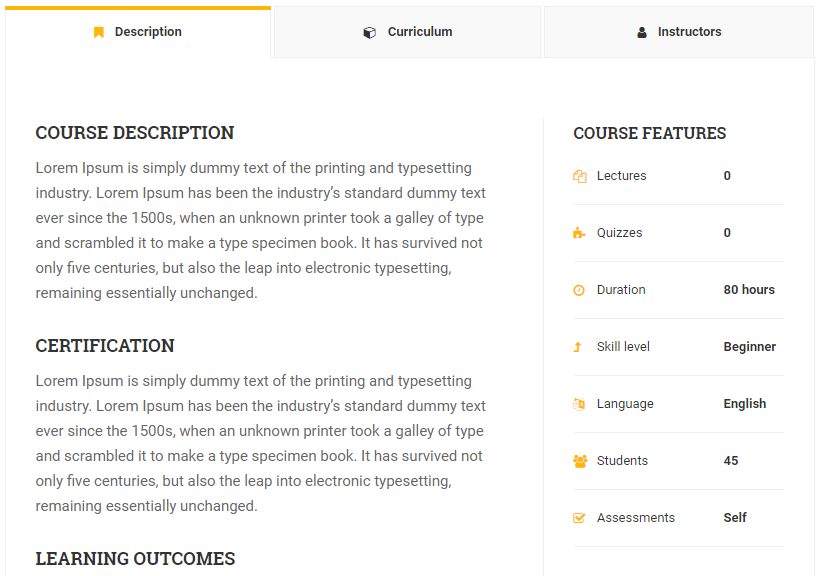 Description
Curriculum
Instructors
COURSE DESCRIPTION
Lorem Ipsum is simply dummy text of the printing and typesetting
industry. Lorem Ipsum has been the industry's standard dummy text
ever since the 1500s, when an unknown printer took a galley of type
and scrambled it to make a type specimen book. It has survived not
only five centuries, but also the leap into electronic typesetting,
remaining essentially unchanged.
CERTIFICATION
Lorem Ipsum is simply dummy text of the printing and typesetting
industry. Lorem Ipsum has been the industry's standard dummy text
ever since the 1500s, when an unknown printer took a galley of type
and scrambled it to make a type specimen book. It has survived not
only five centuries, but also the leap into electronic typesetting,
remaining essentially unchanged.
LEARNING OUTCOMES
COURSE FEATURES
Lectures 0
Quizzes 0
Duration 80 hours
Skill level Beginner
Language English
Students 45
Assessments Self